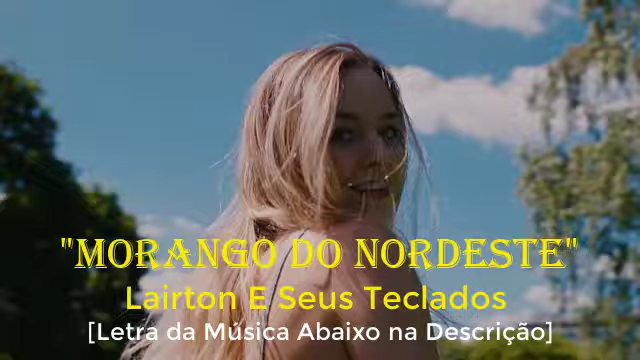 "MORANGO DO NORDESTE"
Lairton E Seus Teclados
[Letra da Música Abaixo na Descrição]